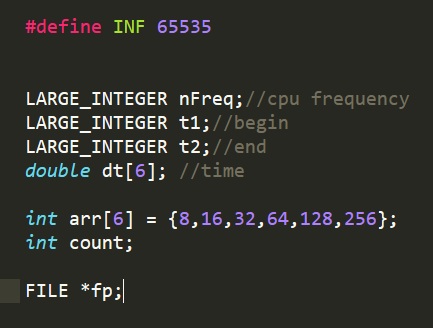 #define INF 65535
LARGE_INTEGER nFreq;//cpu frequency
LARGE_INTEGER t1;//begin
LARGE_INTEGER t2;//end
double dt[6]; //time
int arr[6] = {8,16,32,64,128,256};
int count;
FILE *fp;